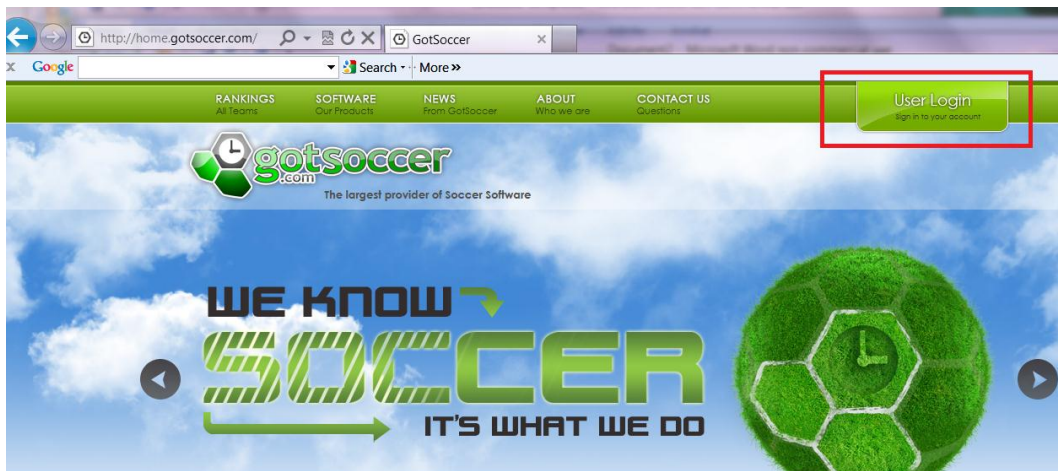 http://home.gotsoccer.com/
GotSoccer
x Google
Search
More »
RANKINGS
All Teams
SOFTWARE
Our Products
NEWS
From GotSoccer
ABOUT
Who we are
CONTACT US
Questions
User Login
Sign in to your account
gotsoccer
.com
The largest provider of Soccer Software
WE KNOW
SOCCER
IT'S WHAT WE DO